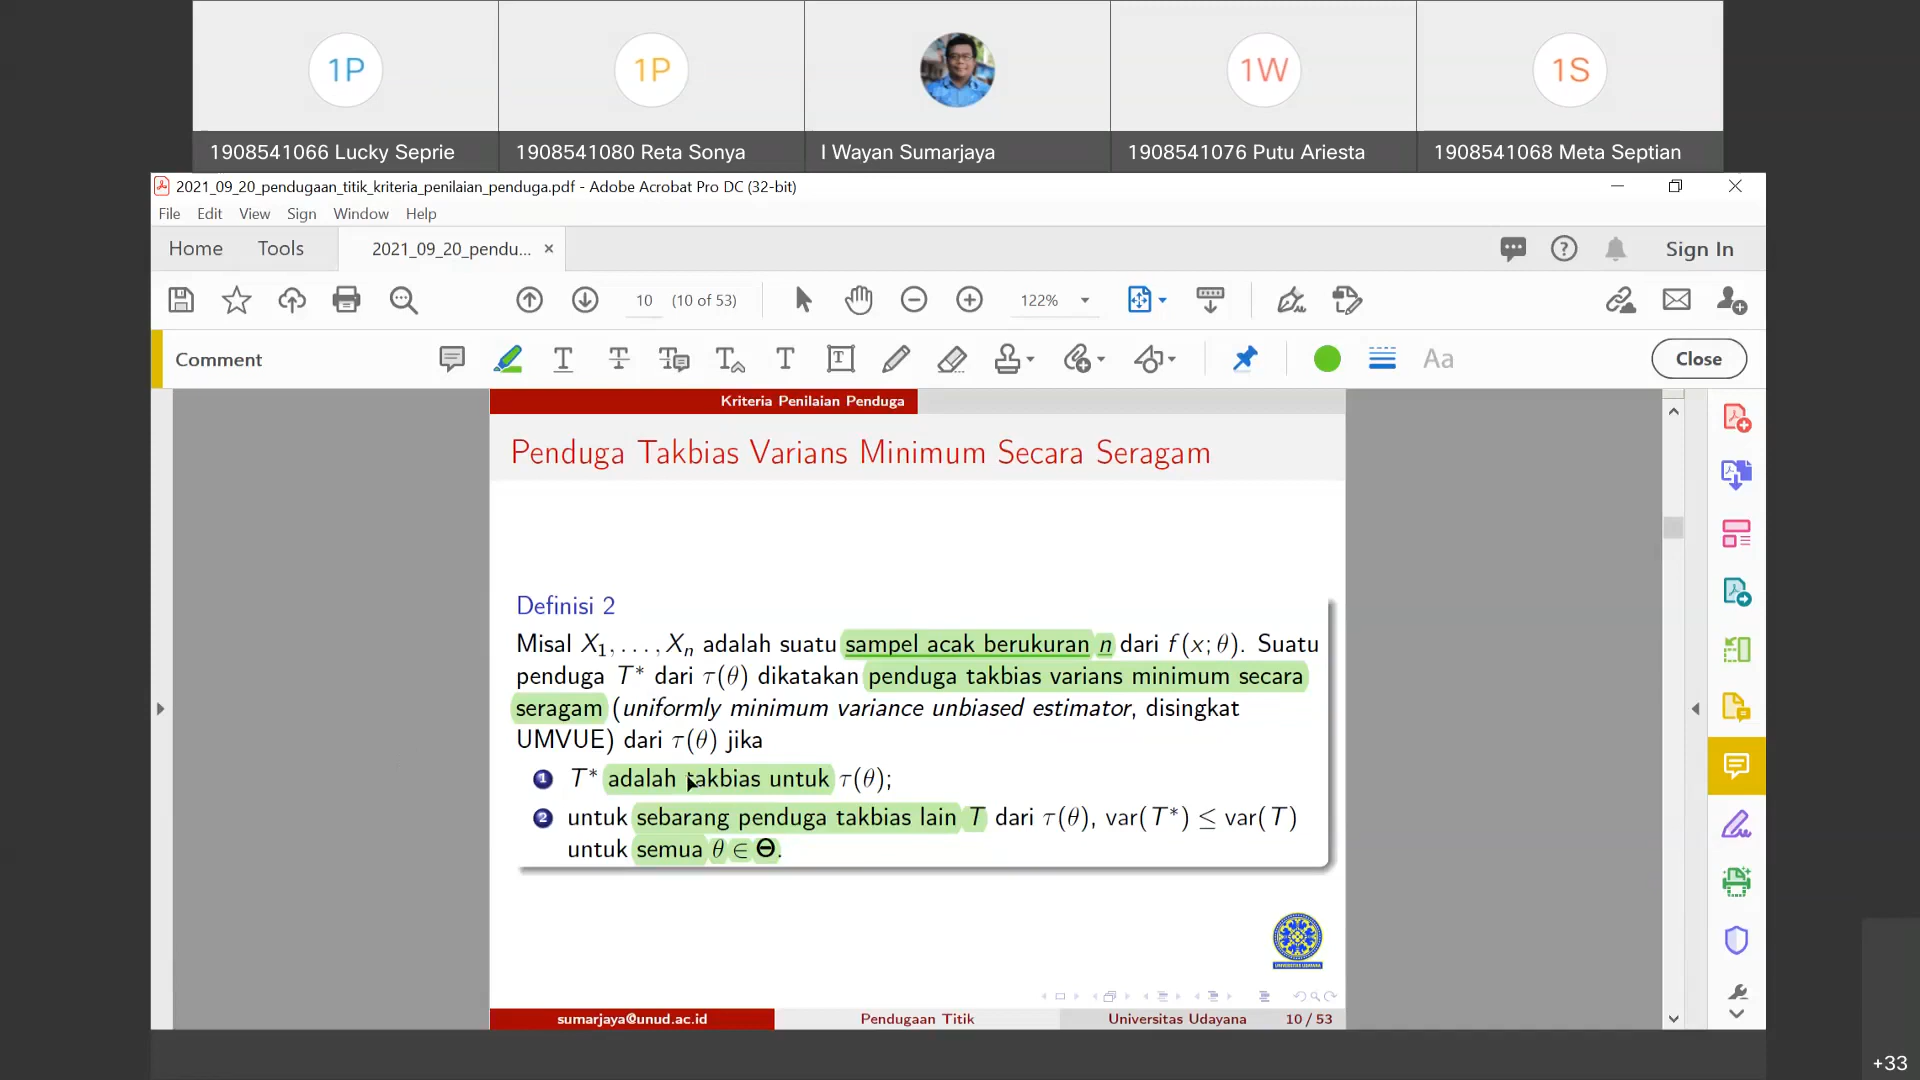 1P
1P
1W
1S
1908541066 Lucky Seprie
1908541080 Reta Sonya
I Wayan Sumarjaya
1908541076 Putu Ariesta
1908541068 Meta Septian
2021_09_20_pendugaan_titik_kriteria_penilaian_penduga.pdf - Adobe Acrobat Pro DC (32-bit)
File Edit View Sign Window Help
Home Tools 2021_09_20_pendu... × Sign In
10 (10 of 53) 122%
Comment Aa Close
Kriteria Penilaian Penduga
Penduga Takbias Varians Minimum Secara Seragam
Definisi 2
Misal X₁, . . . , Xₙ adalah suatu sampel acak berukuran n dari f(x; θ). Suatu
penduga T* dari τ(θ) dikatakan penduga takbias varians minimum secara
seragam (uniformly minimum variance unbiased estimator, disingkat
UMVUE) dari τ(θ) jika
1 T* adalah takbias untuk τ(θ);
2 untuk sebarang penduga takbias lain T dari τ(θ), var(T*) ≤ var(T)
untuk semua θ ∈ Θ.
UNIVERSITAS UDAYANA
sumarjaya@unud.ac.id Pendugaan Titik Universitas Udayana 10 / 53
+33